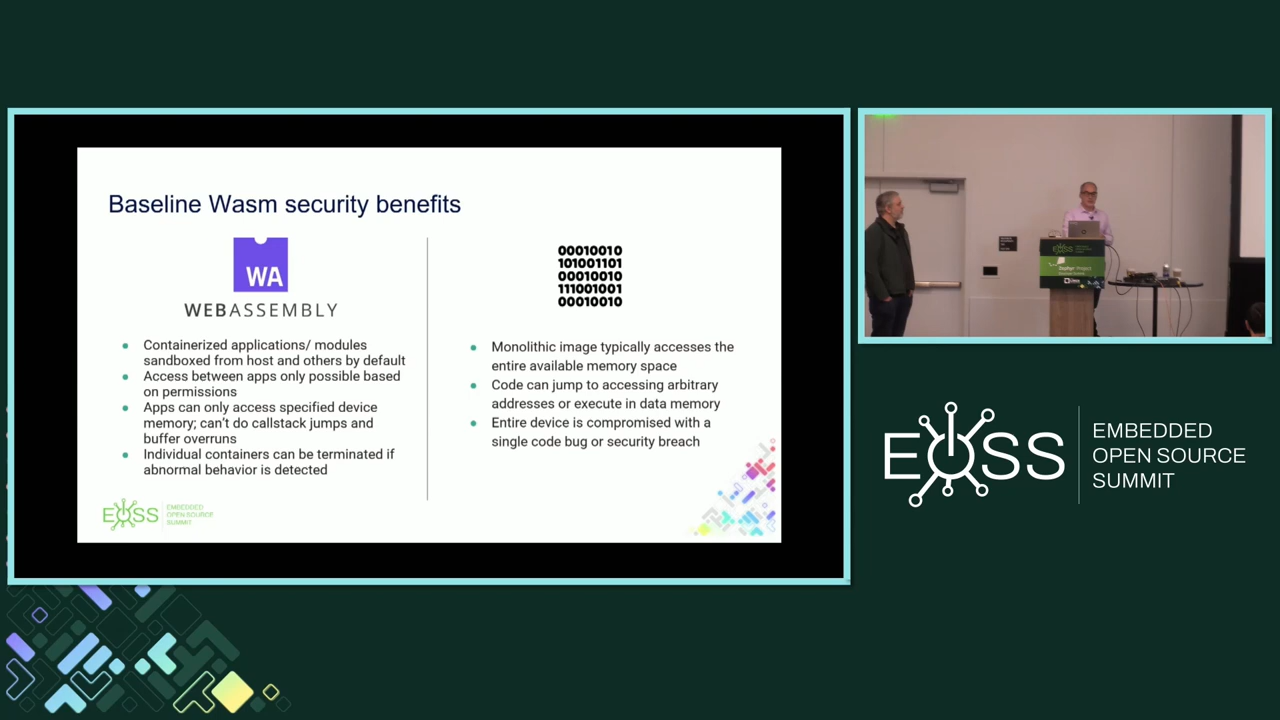 Baseline Wasm security benefits
WA
WEBASSEMBLY
Containerized applications/ modules
sandboxed from host and others by default
Access between apps only possible based
on permissions
Apps can only access specified device
memory; can't do callstack jumps and
buffer overruns
Individual containers can be terminated if
abnormal behavior is detected
00010010
101001101
00010010
111001001
00010010
Monolithic image typically accesses the
entire available memory space
Code can jump to accessing arbitrary
addresses or execute in data memory
Entire device is compromised with a
single code bug or security breach
EOSS
EMBEDDED
OPEN SOURCE
SUMMIT
Zephyr Project
EOSS
EMBEDDED
OPEN SOURCE
SUMMIT